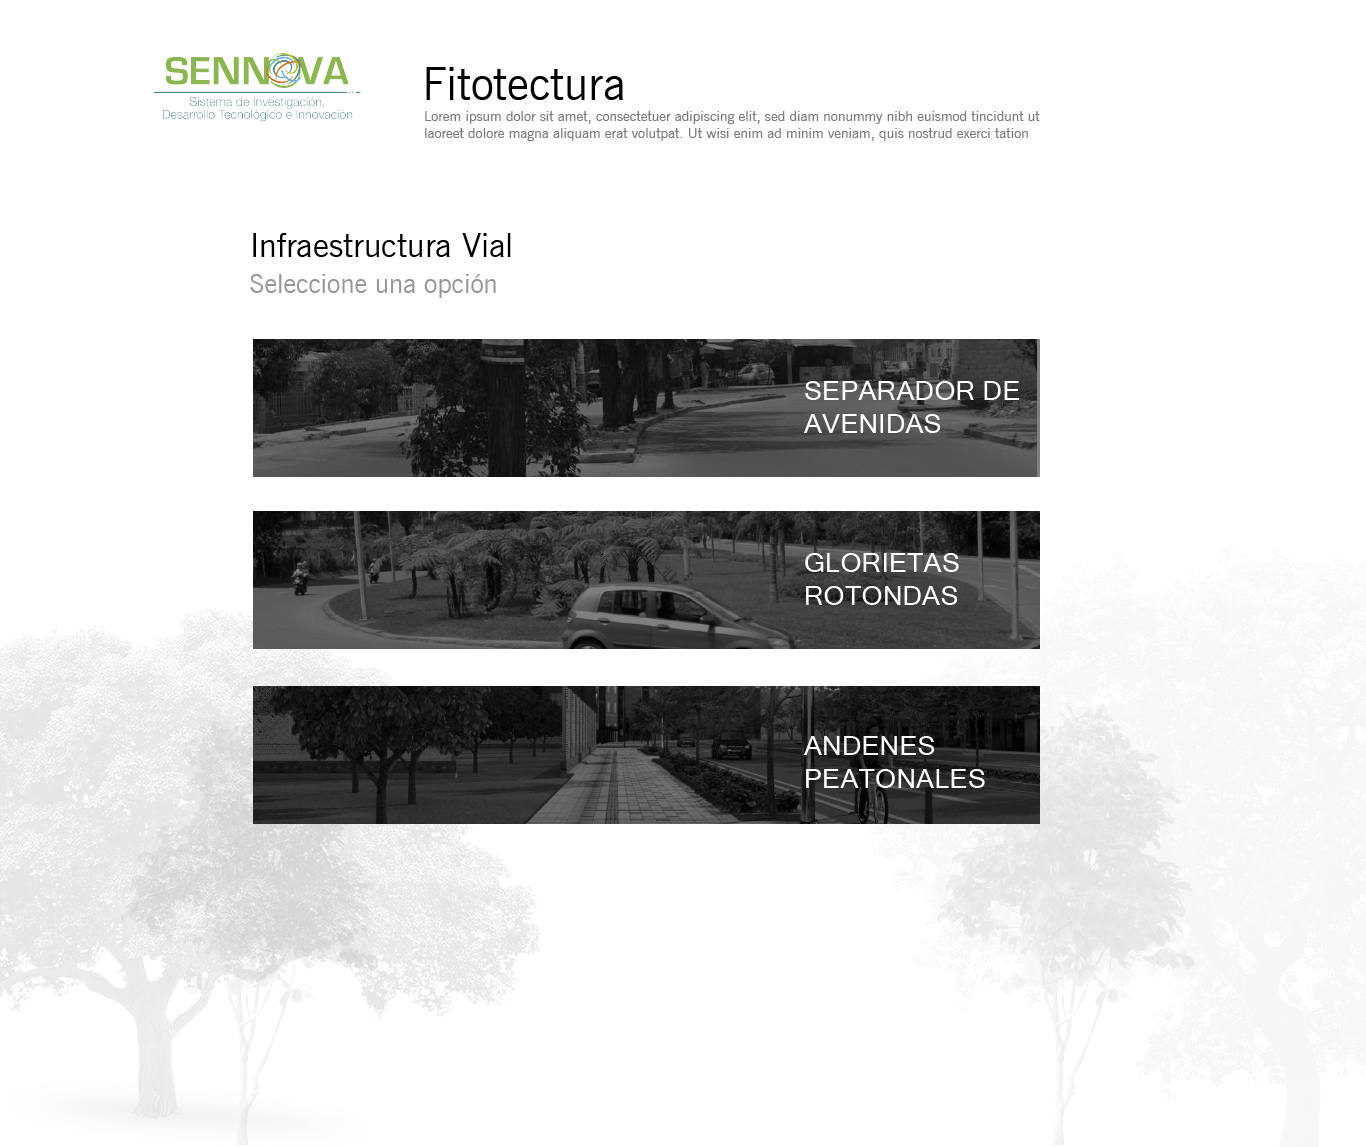 SENNOVA
Sistema de Investigación,
Desarrollo Tecnológico e Innovación
Fitotectura
Lorem ipsum dolor sit amet, consectetuer adipiscing elit, sed diam nonummy nibh euismod tincidunt ut
laoreet dolore magna aliquam erat volutpat. Ut wisi enim ad minim veniam, quis nostrud exerci tation
Infraestructura Vial
Seleccione una opción
SEPARADOR DE
AVENIDAS
GLORIETAS
ROTONDAS
ANDENES
PEATONALES